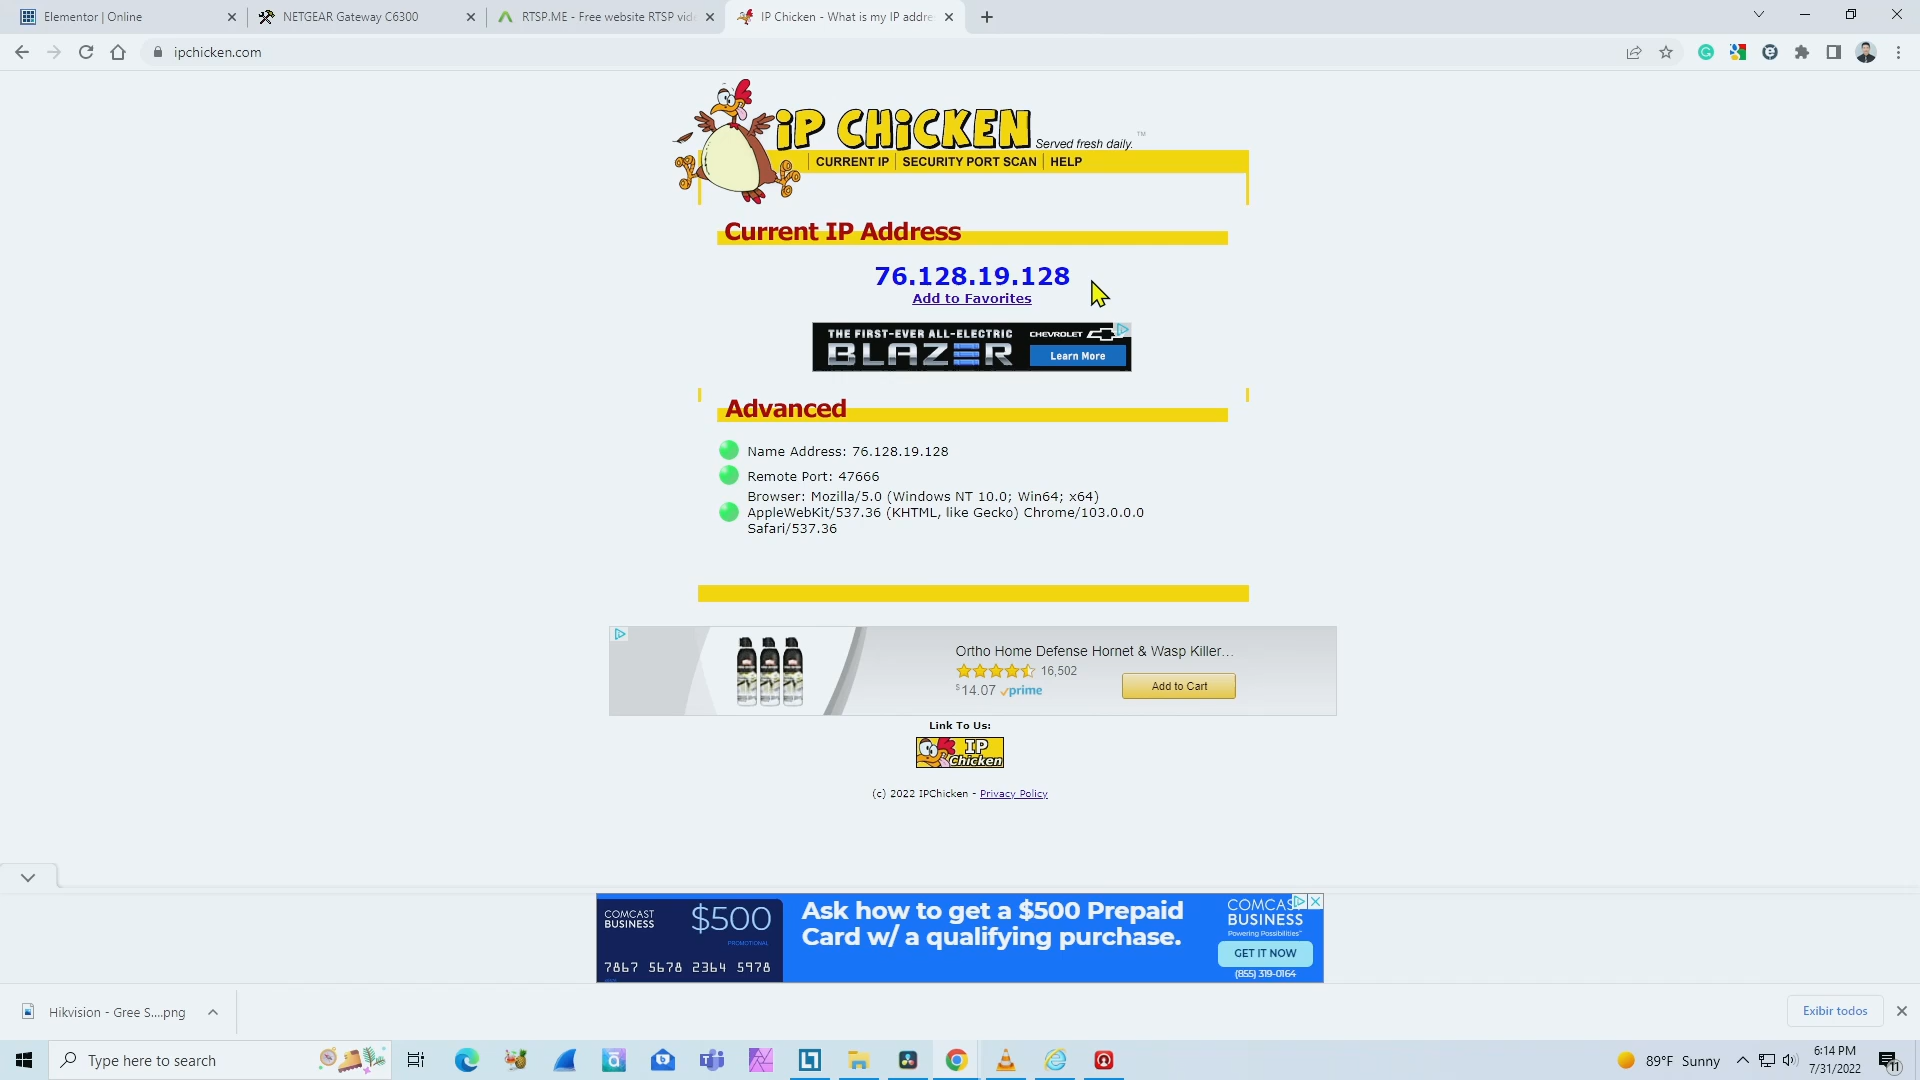 Elementor | Online
NETGEAR Gateway C6300
RTSP.ME - Free website RTSP vid
IP Chicken - What is my IP addre
ipchicken.com
iP CHiCKEN
Served fresh daily.
TM
CURRENT IP
SECURITY PORT SCAN
HELP
Current IP Address
76.128.19.128
Add to Favorites
THE FIRST-EVER ALL-ELECTRIC
BLAZER
CHEVROLET
Learn More
Advanced
Name Address: 76.128.19.128
Remote Port: 47666
Browser: Mozilla/5.0 (Windows NT 10.0; Win64; x64)
AppleWebKit/537.36 (KHTML, like Gecko) Chrome/103.0.0.0
Safari/537.36
Ortho Home Defense Hornet & Wasp Killer...
16,502
$14.07 prime
Add to Cart
Link To Us:
IP
Chicken
(c) 2022 IPChicken - Privacy Policy
COMCAST
BUSINESS
$500
PROMOTIONAL
7867 5678 2364 5978
Ask how to get a $500 Prepaid
Card w/ a qualifying purchase.
COMCAS
BUSINESS
Powering Possibilities™
GET IT NOW
(855) 319-0164
Hikvision - Gree S....png
Exibir todos
Type here to search
89°F Sunny
6:14 PM
7/31/2022
11